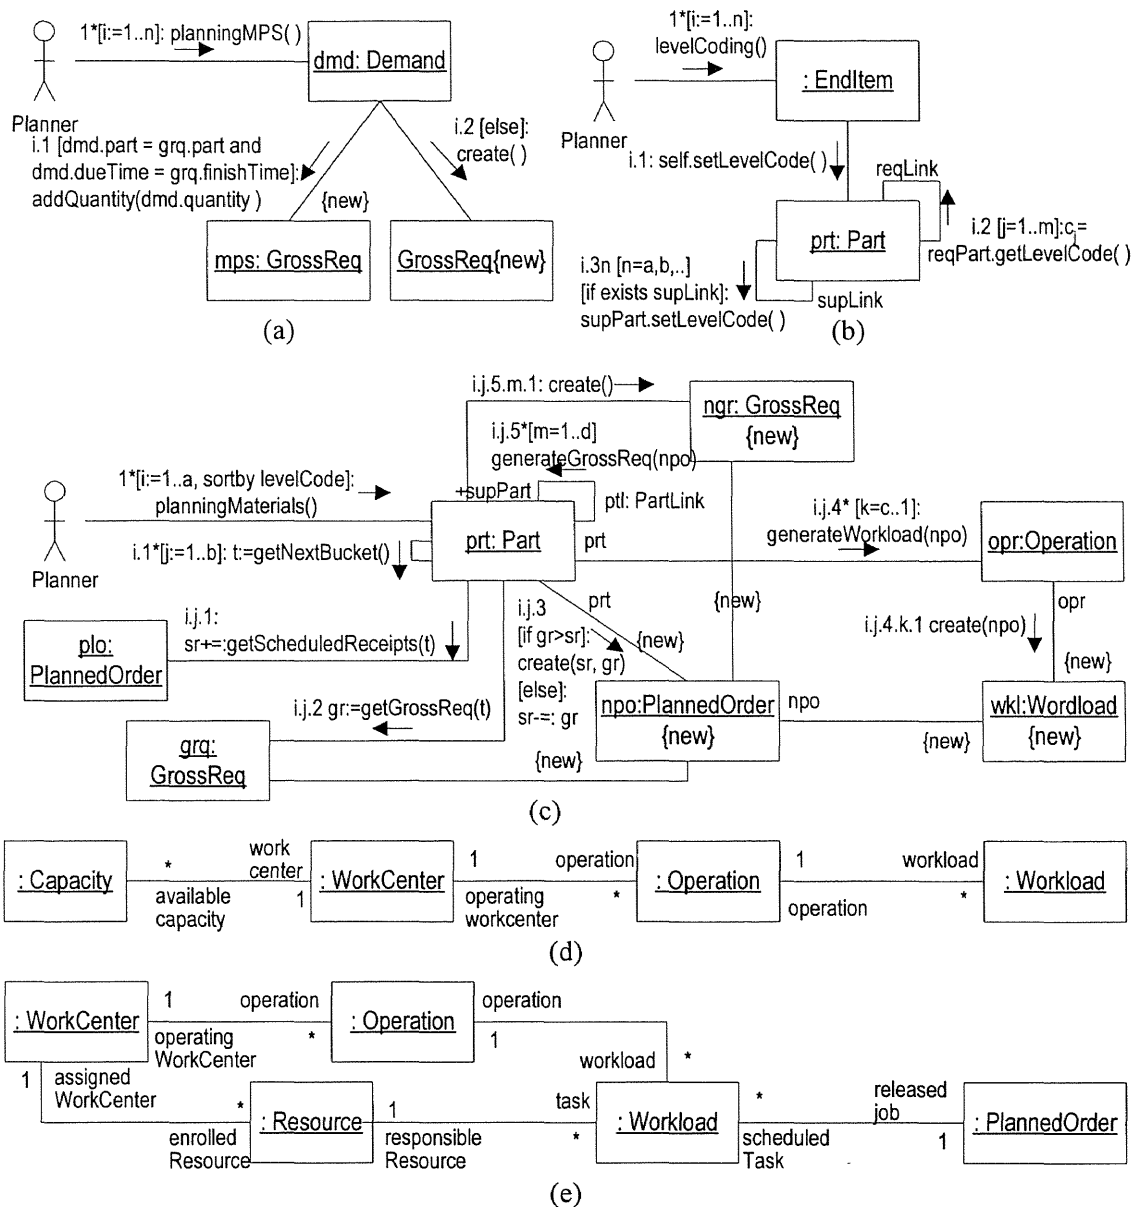 1*[i:=1..n]: planningMPS( )
dmd: Demand
Planner
i.1 [dmd.part = grq.part and
dmd.dueTime = grq.finishTime]:
addQuantity(dmd.quantity )
i.2 [else]:
create( )
{new}
mps: GrossReq
GrossReq{new}
(a)
1*[i:=1..n]:
levelCoding()
: EndItem
Planner
i.1: self.setLevelCode( )
reqLink
prt: Part
i.2 [j=1..m]:cj=
reqPart.getLevelCode( )
i.3n [n=a,b,..]
[if exists supLink]:
supPart.setLevelCode( )
supLink
(b)
i.j.5.m.1: create()
ngr: GrossReq
{new}
i.j.5*[m=1..d]
generateGrossReq(npo)
1*[i:=1..a, sortby levelCode]:
planningMaterials()
+supPart
ptl: PartLink
Planner
prt: Part
prt
i.j.4* [k=c..1]:
generateWorkload(npo)
opr:Operation
i.1*[j:=1..b]: t:=getNextBucket()
i.j.1:
sr+=:getScheduledReceipts(t)
plo:
PlannedOrder
i.j.3
[if gr>sr]:
create(sr, gr)
[else]:
sr-=: gr
prt
{new}
{new}
opr
i.j.4.k.1 create(npo)
{new}
i.j.2 gr:=getGrossReq(t)
npo:PlannedOrder
{new}
npo
{new}
wkl:Wordload
{new}
grq:
GrossReq
{new}
(c)
: Capacity
*
available
capacity
work
center
1
: WorkCenter
1
operating
workcenter
operation
*
: Operation
1
operation
workload
*
: Workload
(d)
: WorkCenter
1
operating
WorkCenter
operation
*
: Operation
operation
1
workload
*
1
assigned
WorkCenter
*
enrolled
Resource
: Resource
1
responsible
Resource
task
*
: Workload
*
scheduled
Task
released
job
1
: PlannedOrder
(e)